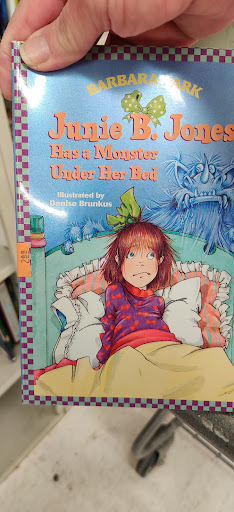 BARBARA PARK
Junie B. Jones
Has a Monster
Under Her Bed
Illustrated by
Denise Brunkus